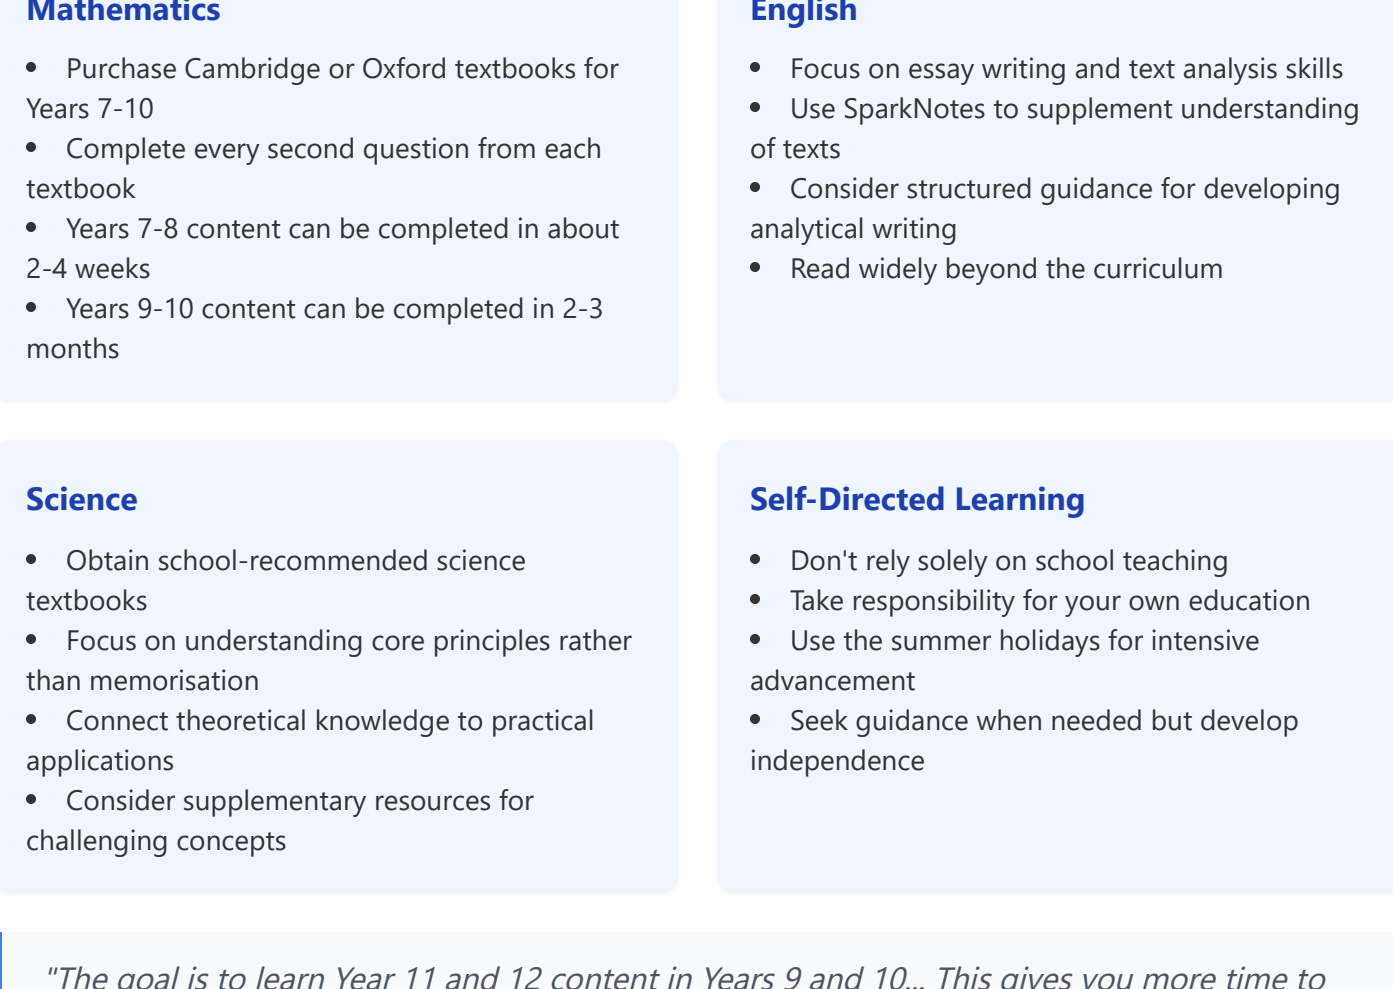 Mathematics
• Purchase Cambridge or Oxford textbooks for
Years 7-10
• Complete every second question from each
textbook
• Years 7-8 content can be completed in about
2-4 weeks
• Years 9-10 content can be completed in 2-3
months
English
• Focus on essay writing and text analysis skills
• Use SparkNotes to supplement understanding
of texts
• Consider structured guidance for developing
analytical writing
• Read widely beyond the curriculum
Science
• Obtain school-recommended science
textbooks
• Focus on understanding core principles rather
than memorisation
• Connect theoretical knowledge to practical
applications
• Consider supplementary resources for
challenging concepts
Self-Directed Learning
• Don't rely solely on school teaching
• Take responsibility for your own education
• Use the summer holidays for intensive
advancement
• Seek guidance when needed but develop
independence
"The goal is to learn Year 11 and 12 content in Years 9 and 10... This gives you more time to